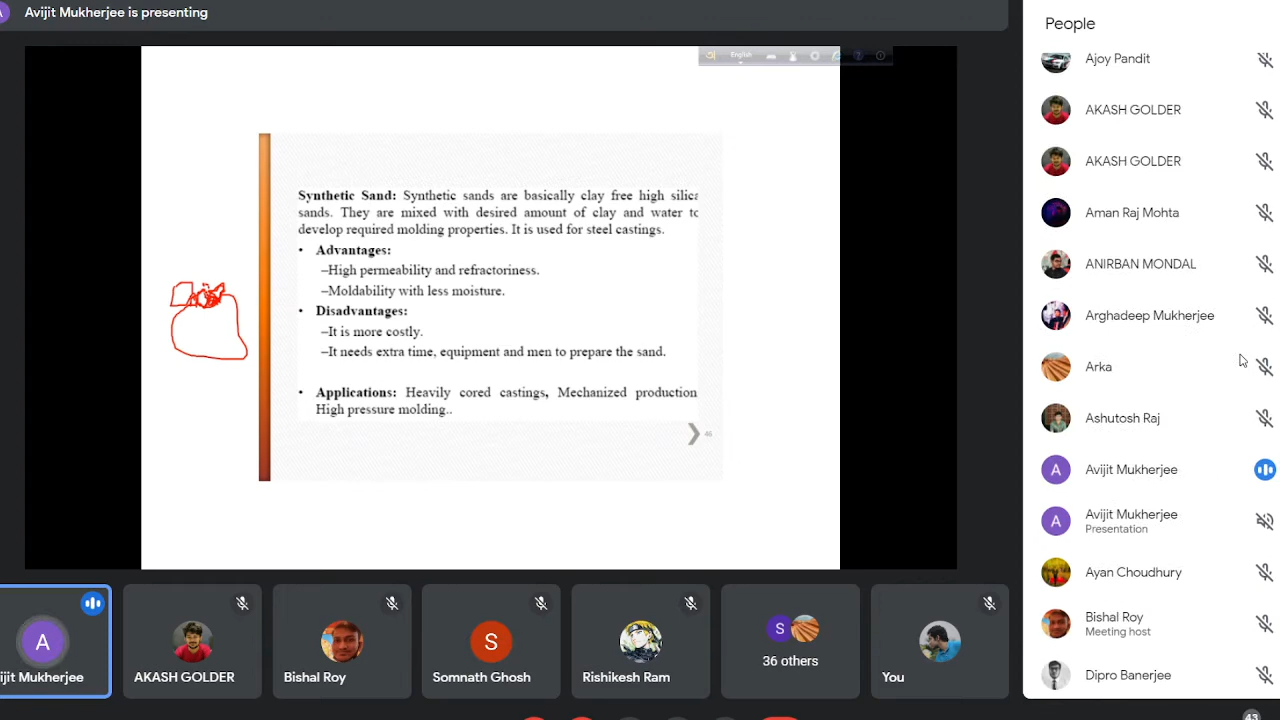 Avijit Mukherjee is presenting
People
English
Synthetic Sand: Synthetic sands are basically clay free high silica
sands. They are mixed with desired amount of clay and water to
develop required molding properties. It is used for steel castings.
• Advantages:
–High permeability and refractoriness.
–Moldability with less moisture.
• Disadvantages:
–It is more costly.
–It needs extra time, equipment and men to prepare the sand.
• Applications: Heavily cored castings, Mechanized production
High pressure molding..
46
Ajoy Pandit
AKASH GOLDER
AKASH GOLDER
Aman Raj Mohta
ANIRBAN MONDAL
Arghadeep Mukherjee
Arka
Ashutosh Raj
A Avijit Mukherjee
A Avijit Mukherjee
Presentation
Ayan Choudhury
Bishal Roy
Meeting host
Dipro Banerjee
A
S
S
36 others
ijit Mukherjee
AKASH GOLDER
Bishal Roy
Somnath Ghosh
Rishikesh Ram
You
43